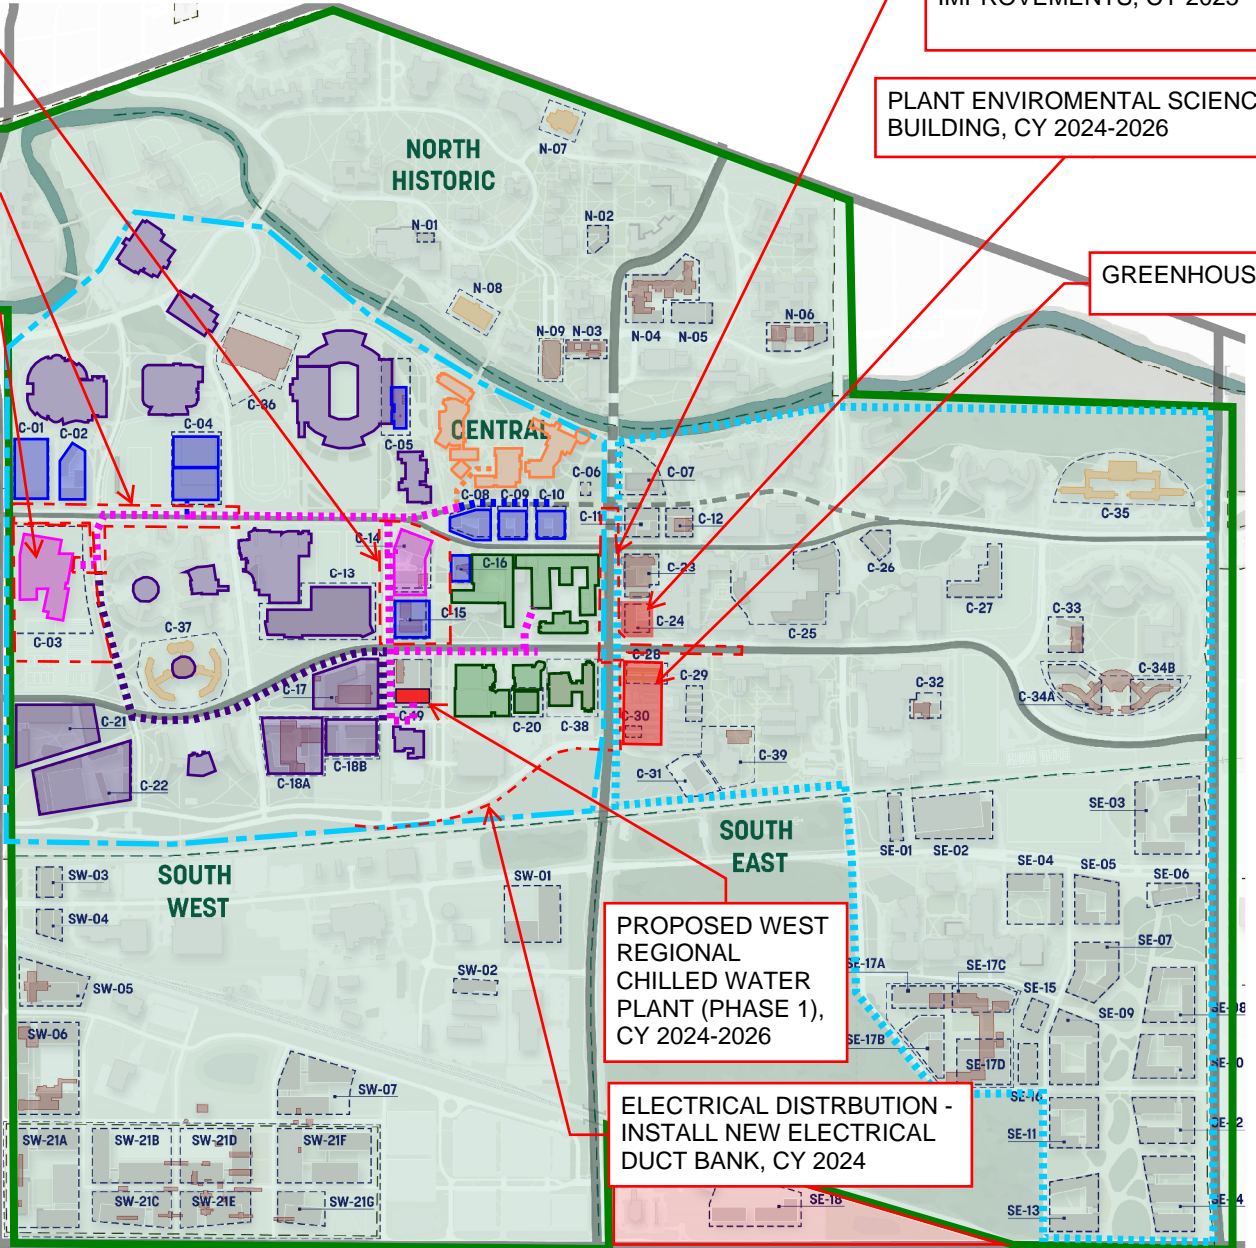 IMPROVEMENTS, CY 2023
PLANT ENVIROMENTAL SCIENC
BUILDING, CY 2024-2026
GREENHOUS
NORTH
HISTORIC
N-07
N-01
N-02
N-08
N-09
N-03
N-04
N-05
N-06
C-36
CENTRAL
C-01
C-02
C-04
C-05
C-06
C-07
C-08
C-09
C-10
C-11
C-12
C-35
C-14
C-16
C-13
C-15
C-23
C-24
C-25
C-26
C-27
C-33
C-03
C-37
C-28
C-29
C-32
C-34A
C-34B
C-17
C-19
C-20
C-38
C-30
C-21
C-18A
C-18B
C-22
C-31
C-39
SOUTH
EAST
SE-01
SE-02
SE-03
SOUTH
WEST
SW-03
SW-04
SW-01
SE-04
SE-05
SE-06
PROPOSED WEST
REGIONAL
CHILLED WATER
PLANT (PHASE 1),
CY 2024-2026
SW-05
SW-02
SE-17A
SE-17C
SE-07
SE-15
SE-09
SE-08
SW-06
SE-17B
SE-17D
SE-16
SW-07
ELECTRICAL DISTRBUTION -
INSTALL NEW ELECTRICAL
DUCT BANK, CY 2024
SE-11
SW-21A
SW-21B
SW-21D
SW-21F
SW-21C
SW-21E
SW-21G
SE-18
SE-13